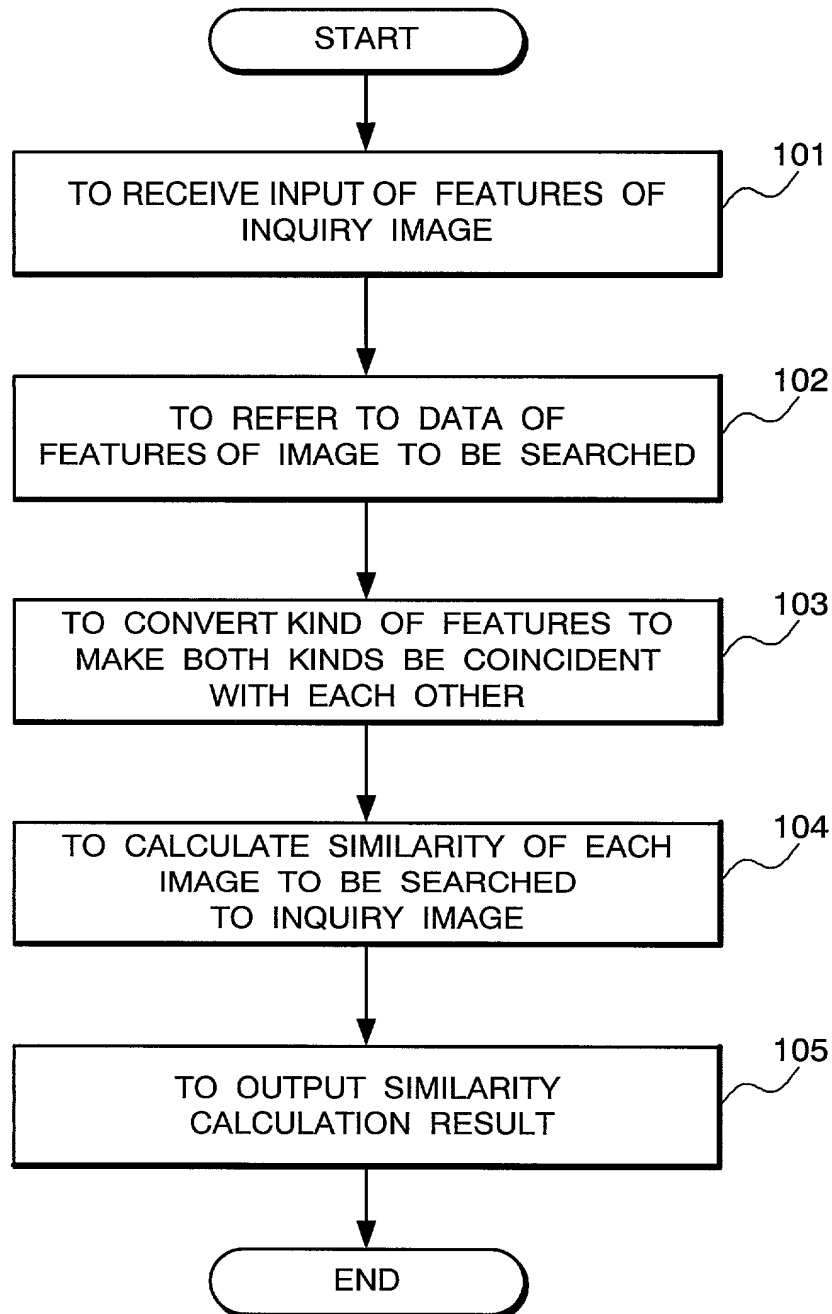 START
101
TO RECEIVE INPUT OF FEATURES OF
INQUIRY IMAGE
102
TO REFER TO DATA OF
FEATURES OF IMAGE TO BE SEARCHED
103
TO CONVERT KIND OF FEATURES TO
MAKE BOTH KINDS BE COINCIDENT
WITH EACH OTHER
104
TO CALCULATE SIMILARITY OF EACH
IMAGE TO BE SEARCHED
TO INQUIRY IMAGE
105
TO OUTPUT SIMILARITY
CALCULATION RESULT
END